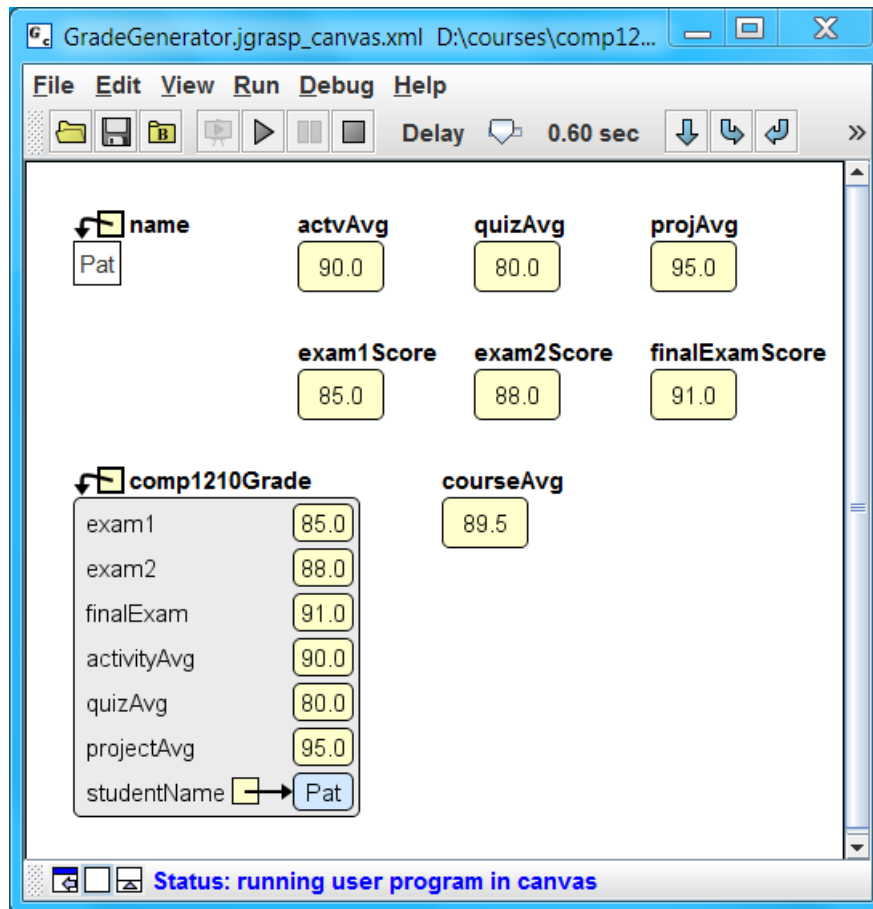 GradeGenerator.jgrasp_canvas.xml D:\courses\comp12...
File Edit View Run Debug Help
Delay 0.60 sec »
name actvAvg quizAvg projAvg
Pat 90.0 80.0 95.0
exam1Score exam2Score finalExamScore
85.0 88.0 91.0
comp1210Grade courseAvg
exam1 85.0 89.5
exam2 88.0
finalExam 91.0
activityAvg 90.0
quizAvg 80.0
projectAvg 95.0
studentName Pat
Status: running user program in canvas